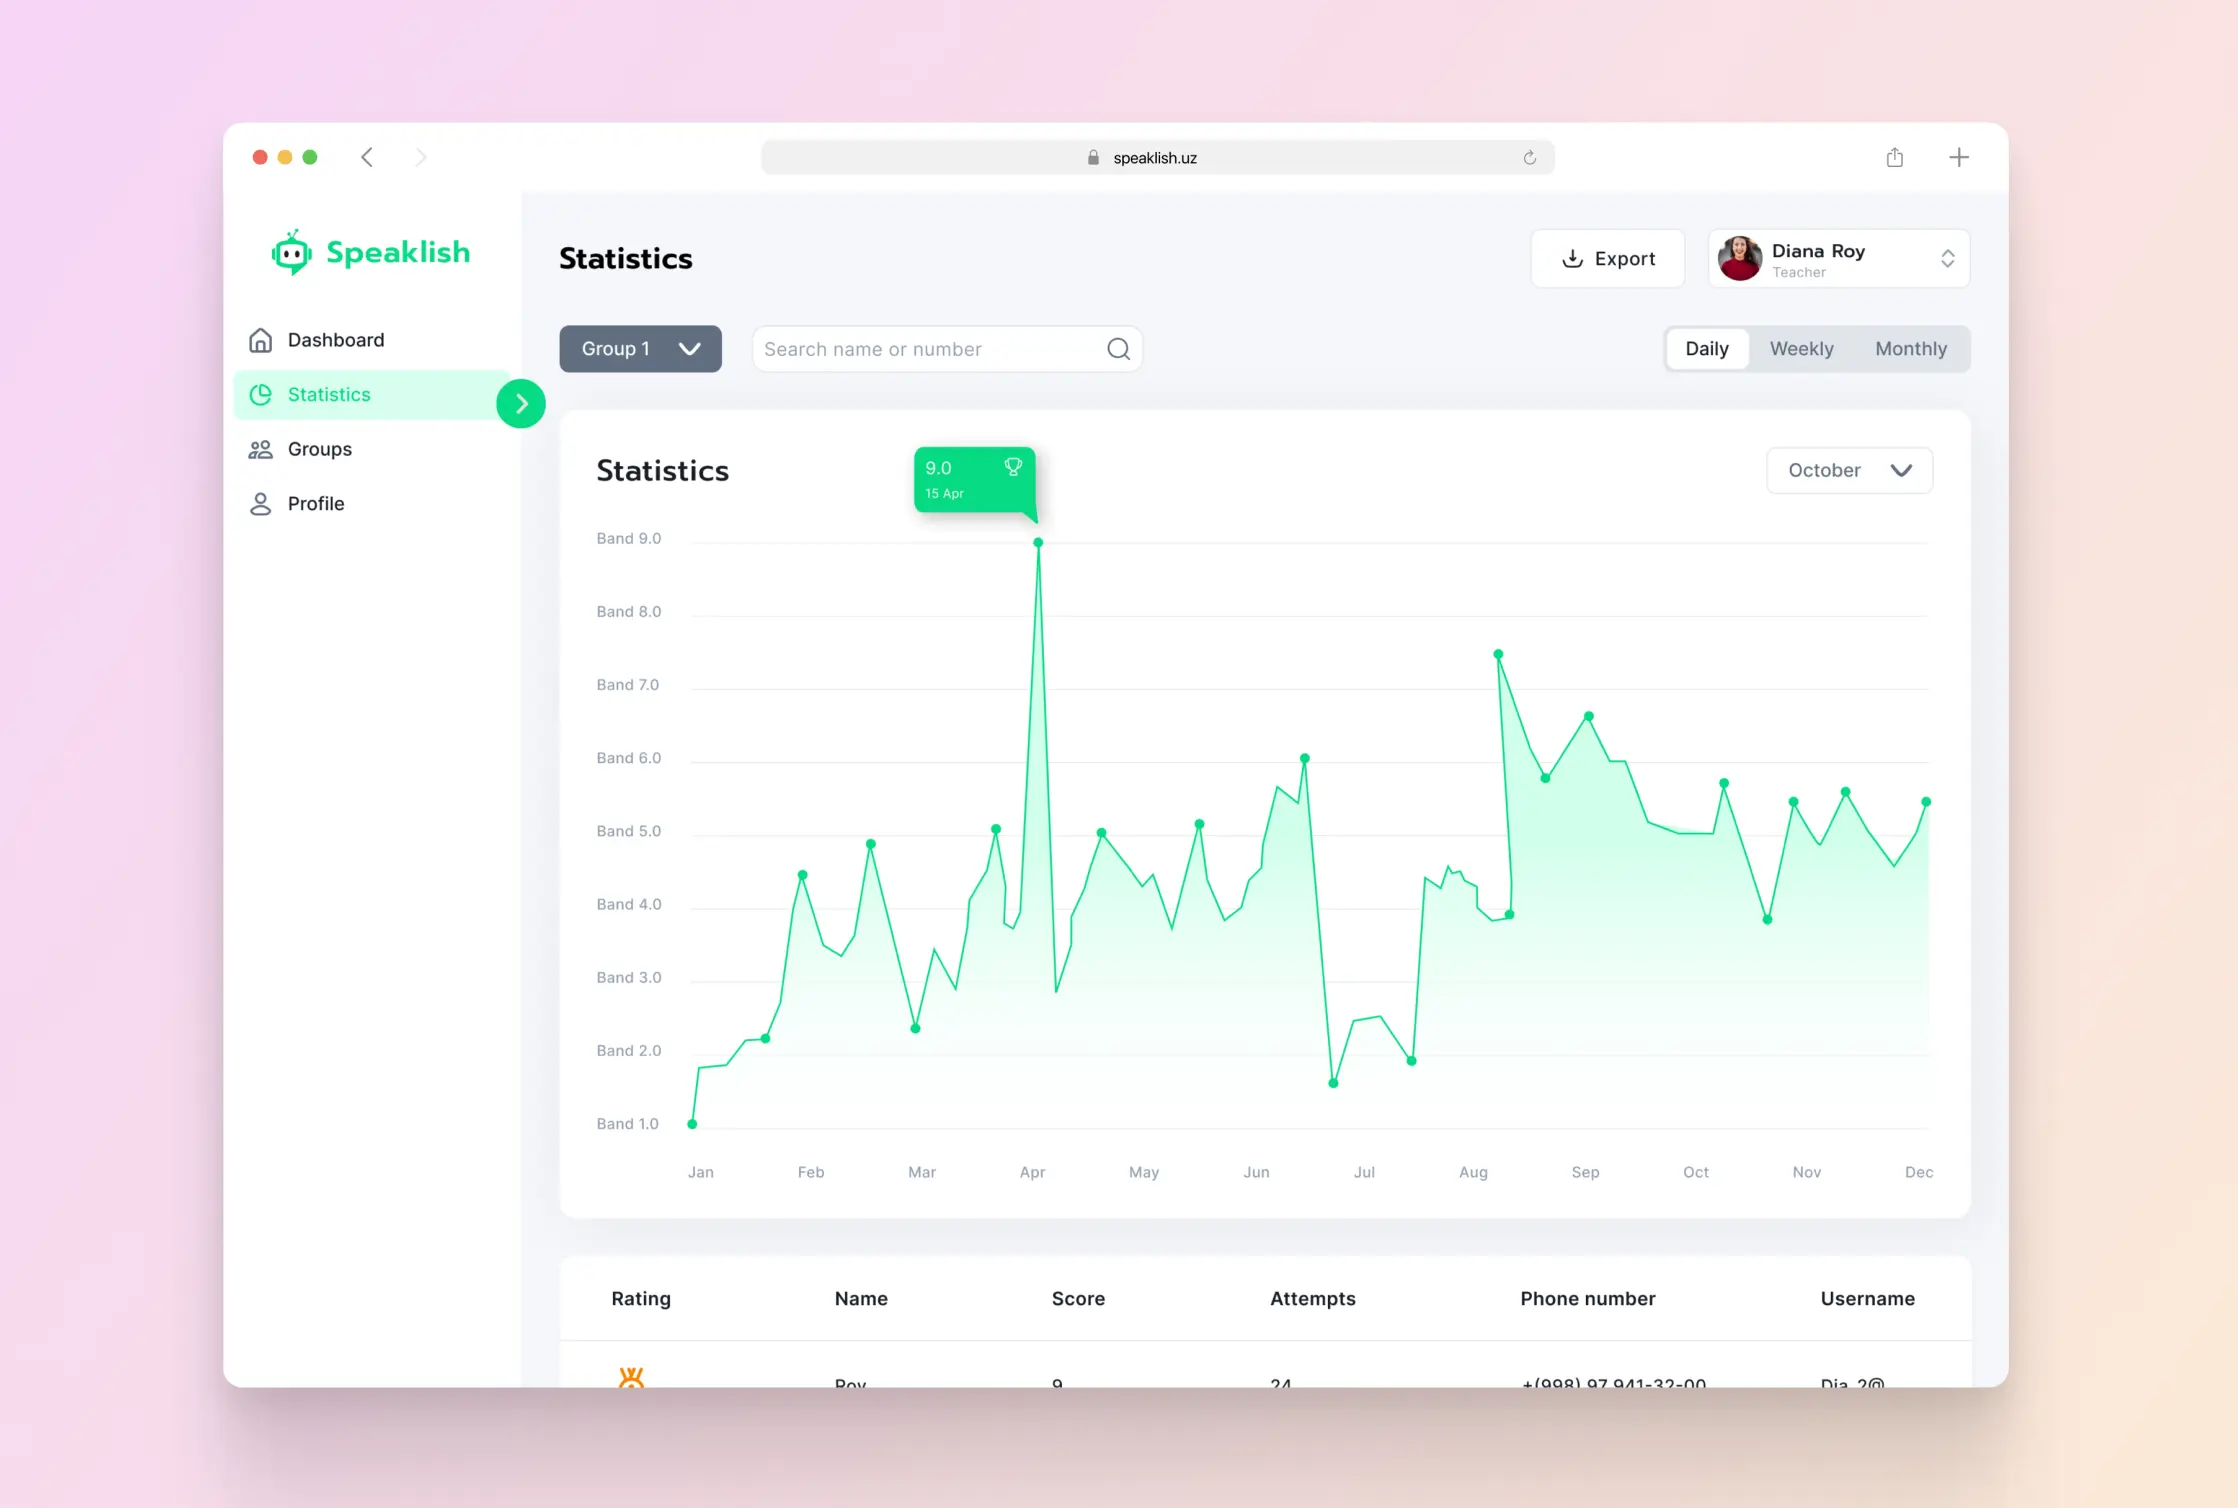 speaklish.uz
Speaklish
Dashboard
Statistics
Groups
Profile
Statistics
Export
Diana Roy
Teacher
Group 1
Search name or number
Daily Weekly Monthly
Statistics
9.0
15 Apr
October
Band 9.0
Band 8.0
Band 7.0
Band 6.0
Band 5.0
Band 4.0
Band 3.0
Band 2.0
Band 1.0
Jan Feb Mar Apr May Jun Jul Aug Sep Oct Nov Dec
Rating Name Score Attempts Phone number Username
Roy 9 24 +(998) 97 941-32-00